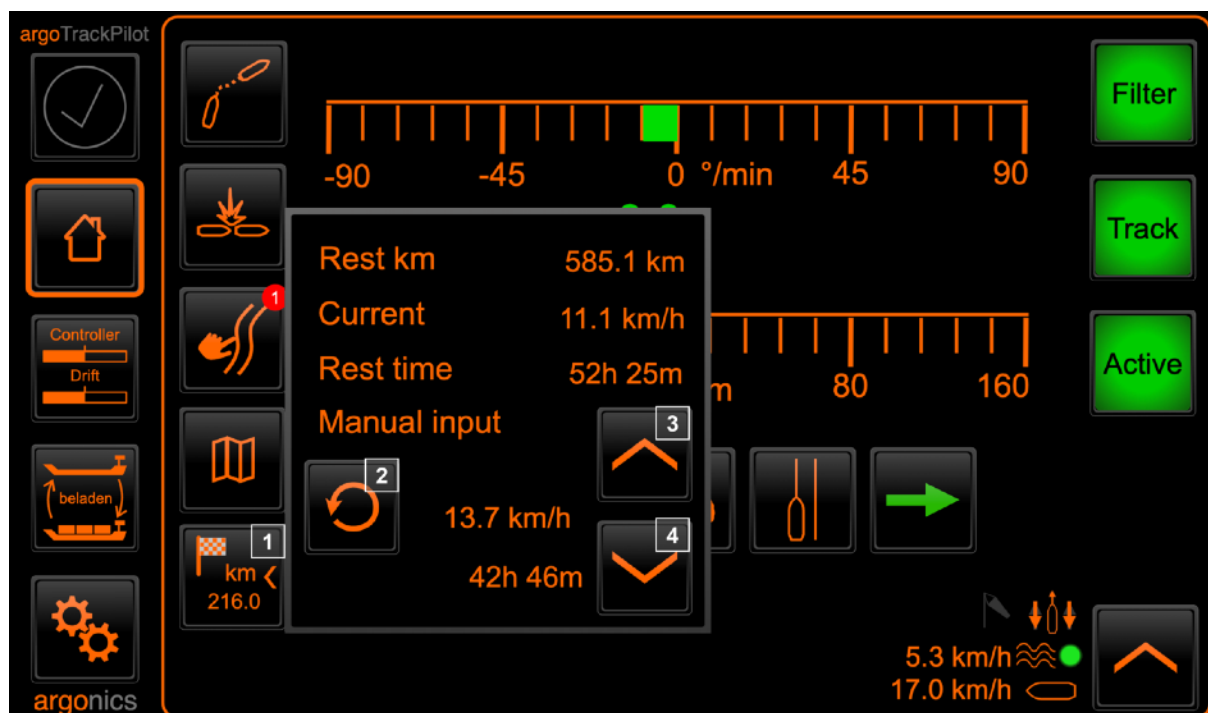 argoTrackPilot
Filter
-90 -45 0 °/min 45 90
Track
1
Rest km 585.1 km
Current 11.1 km/h
Controller
Drift
Rest time 52h 25m
Active
m 80 160
Manual input
3
2
beladen
13.7 km/h
4
1
km
216.0
42h 46m
5.3 km/h
17.0 km/h
argonics